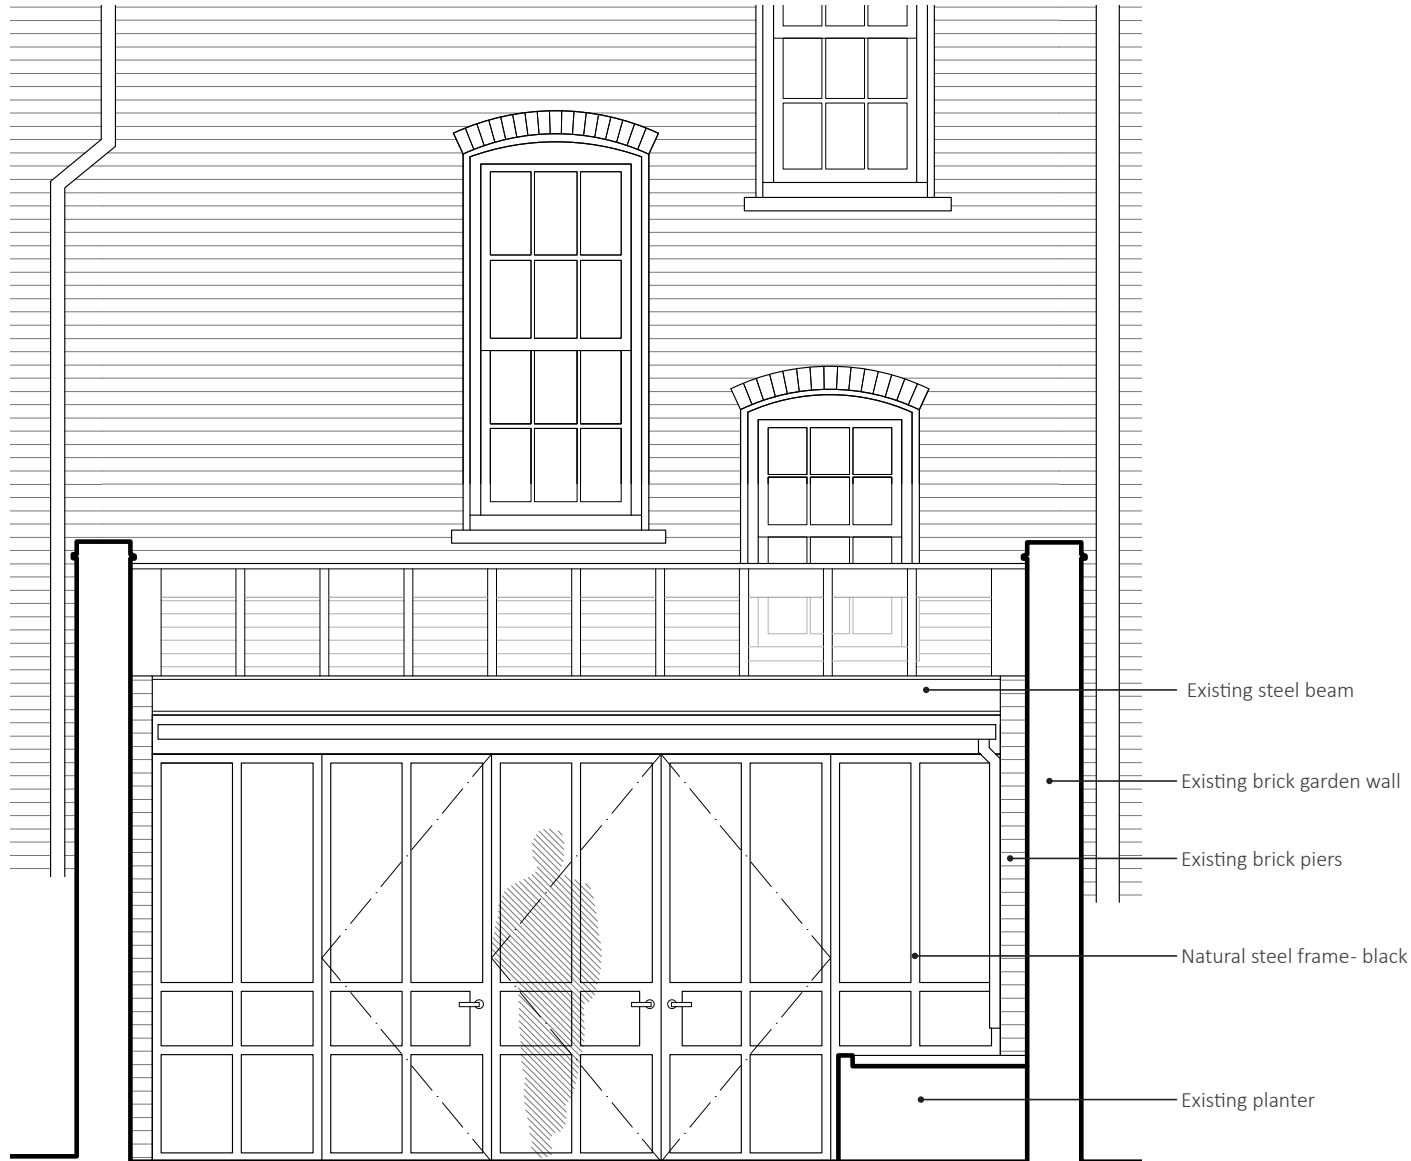 Existing steel beam
Existing brick garden wall
Existing brick piers
Natural steel frame- black
Existing planter